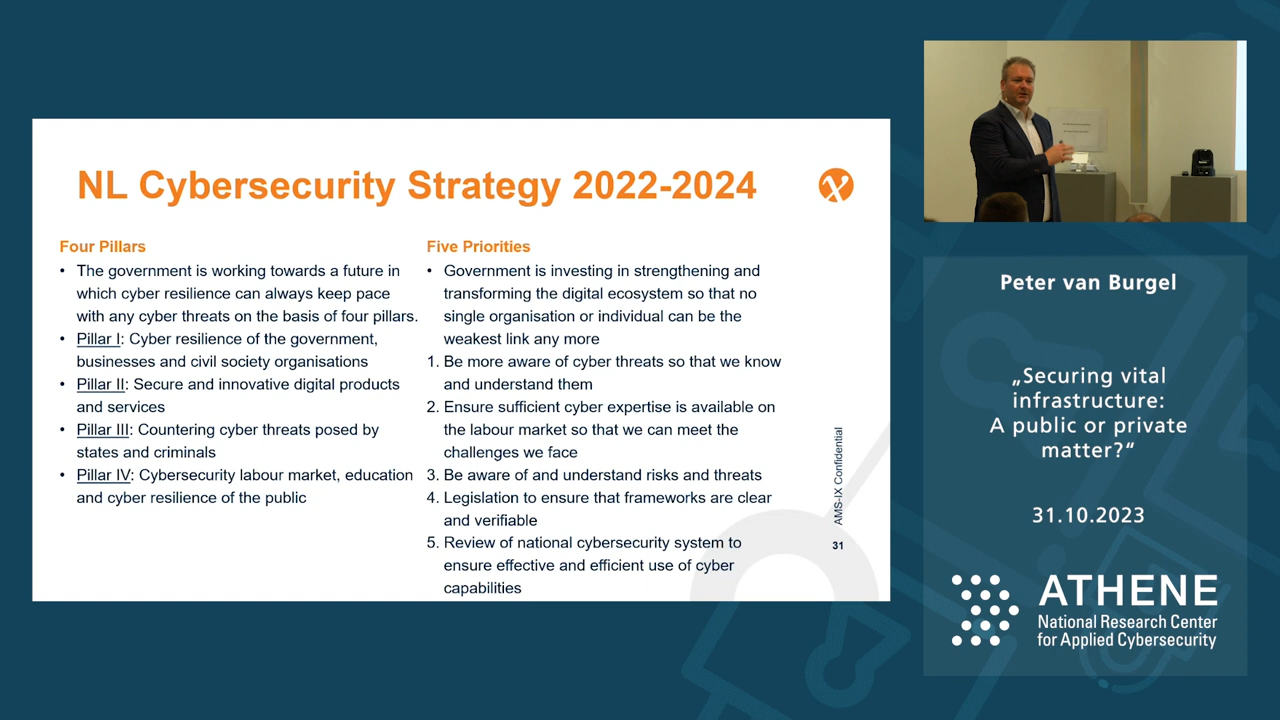 NL Cybersecurity Strategy 2022-2024
Four Pillars
• The government is working towards a future in
which cyber resilience can always keep pace
with any cyber threats on the basis of four pillars.
• Pillar I: Cyber resilience of the government,
businesses and civil society organisations
• Pillar II: Secure and innovative digital products
and services
• Pillar III: Countering cyber threats posed by
states and criminals
• Pillar IV: Cybersecurity labour market, education
and cyber resilience of the public
Five Priorities
• Government is investing in strengthening and
transforming the digital ecosystem so that no
single organisation or individual can be the
weakest link any more
1. Be more aware of cyber threats so that we know
and understand them
2. Ensure sufficient cyber expertise is available on
the labour market so that we can meet the
challenges we face
3. Be aware of and understand risks and threats
4. Legislation to ensure that frameworks are clear
and verifiable
5. Review of national cybersecurity system to
ensure effective and efficient use of cyber
capabilities
AMS-IX Confidential
31
Peter van Burgel
„Securing vital
infrastructure:
A public or private
matter?“
31.10.2023
ATHENE
National Research Center
for Applied Cybersecurity